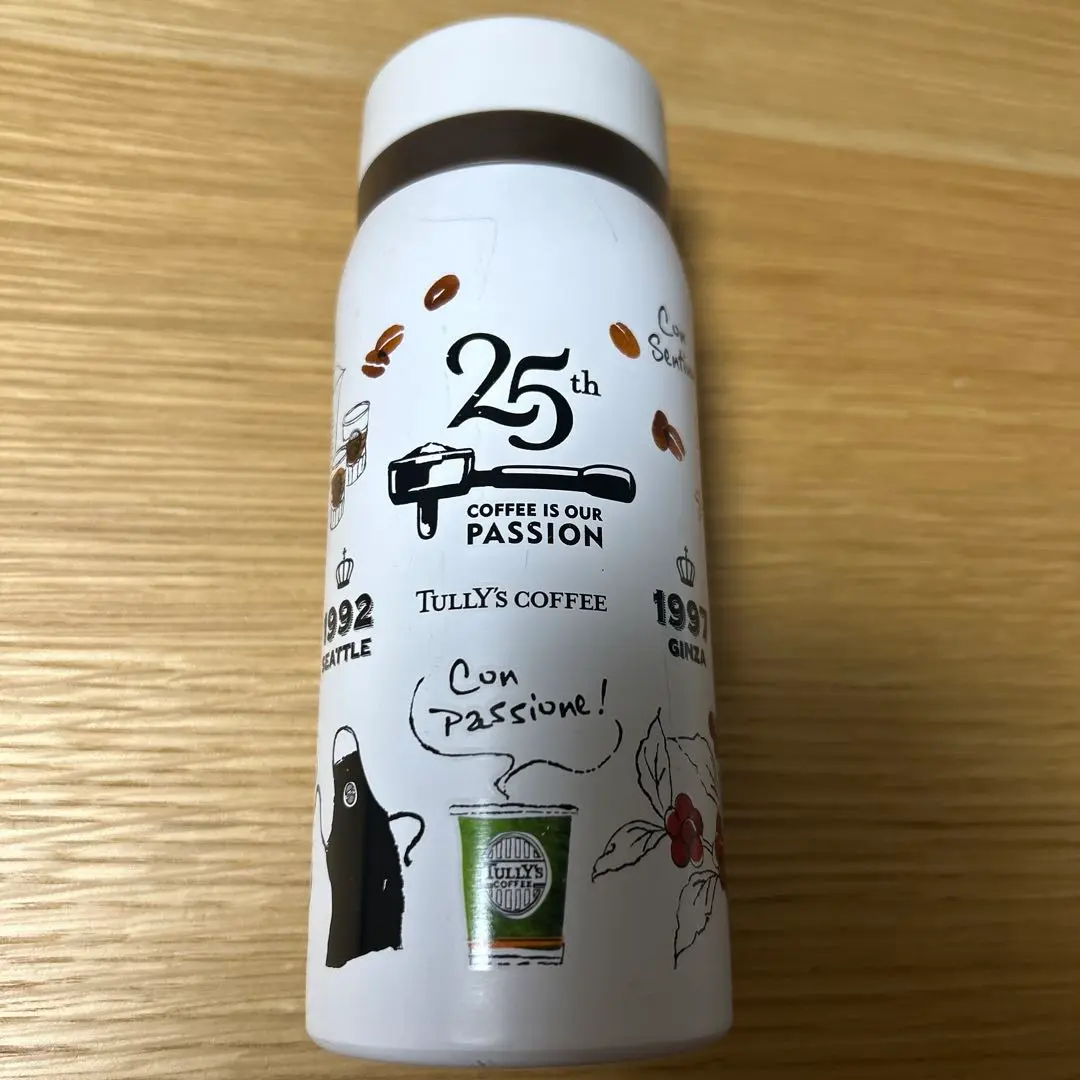 25th
COFFEE IS OUR
PASSION
TULLY'S COFFEE
1992
SEATTLE
1997
GINZA
Con
Passione!
Con
TULLY'S
COFFEE